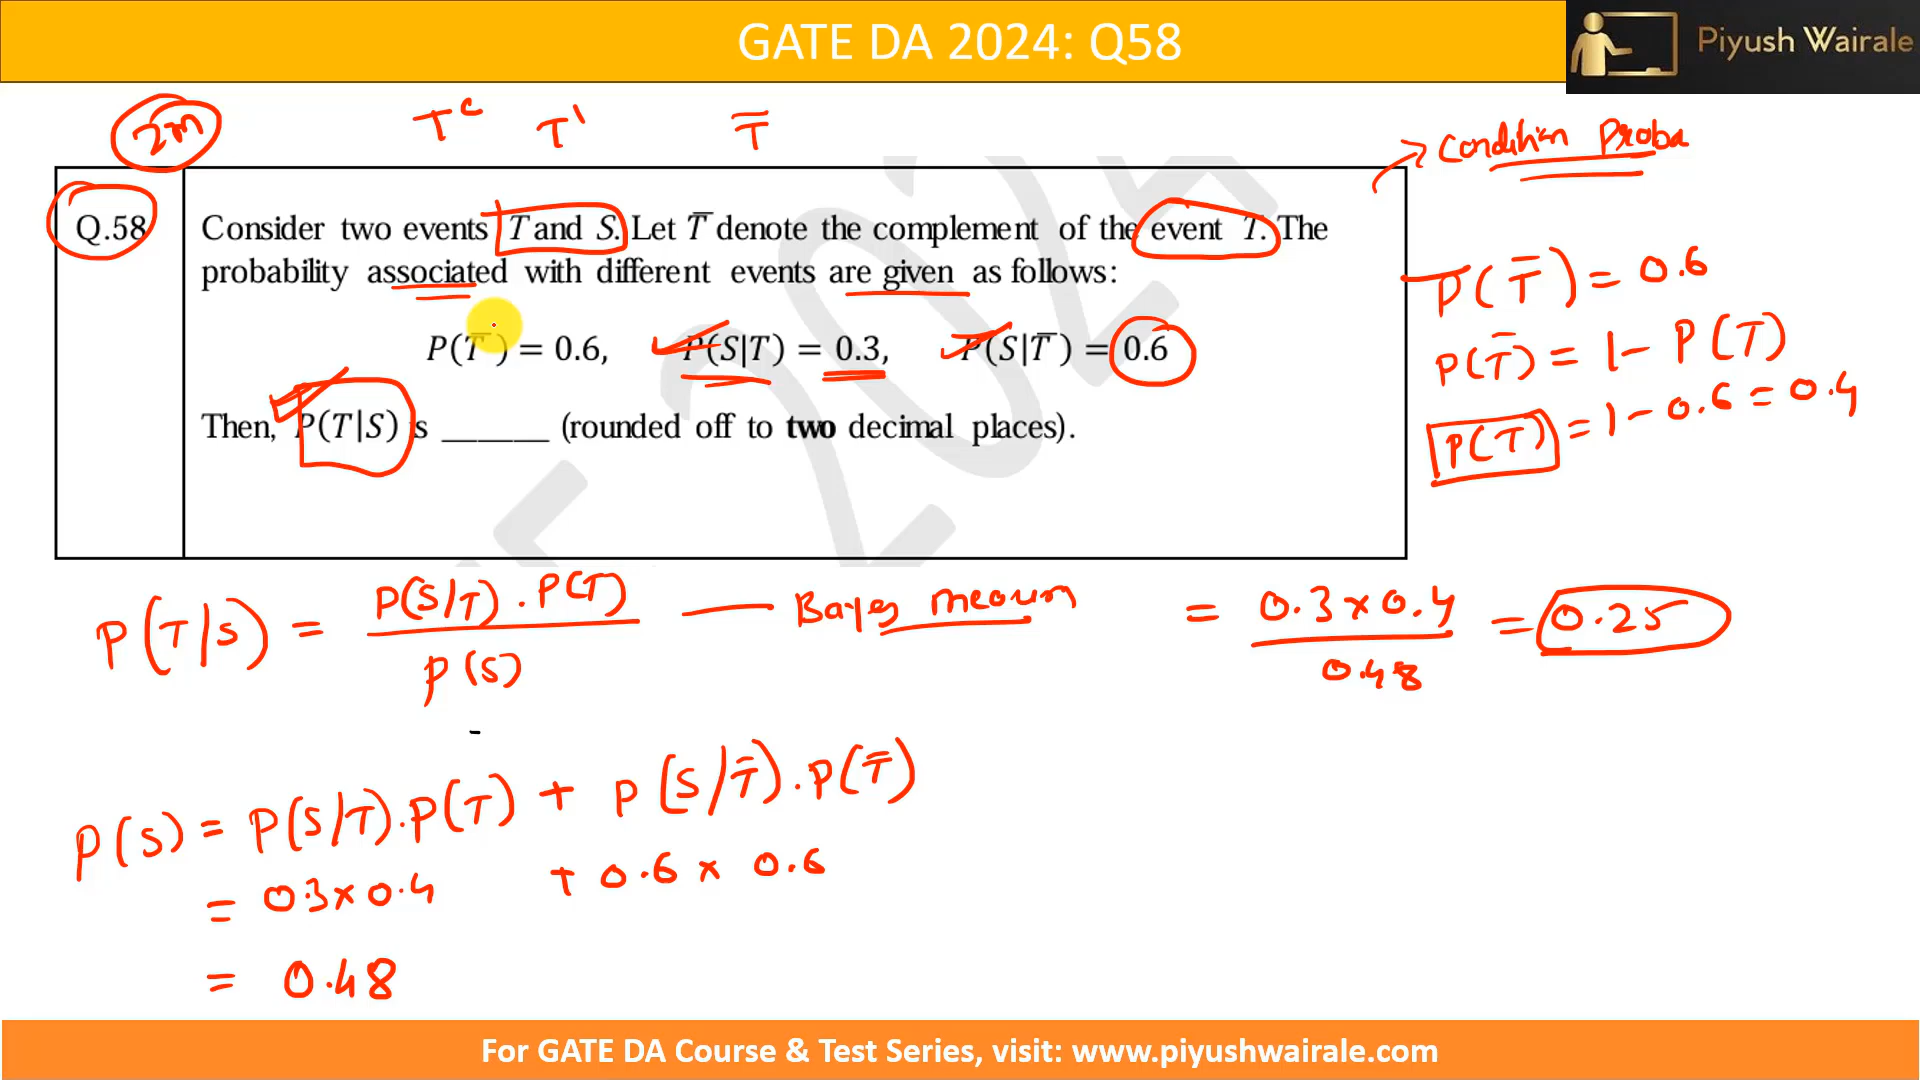 GATE DA 2024: Q58
Piyush Wairale
2m
T^c T' T̅
→ Condition Proba
Q.58
Consider two events T and S. Let T̅ denote the complement of the event T. The
probability associated with different events are given as follows:
P(T̅) = 0.6, P(S|T) = 0.3, P(S|T̅) = 0.6
Then, P(T|S) is ______ (rounded off to two decimal places).
P(T̅) = 0.6
P(T̅) = 1 - P(T)
P(T) = 1 - 0.6 = 0.4
P(T|S) = P(S/T) . P(T) / P(S) — Bayes = 0.3 x 0.4 / 0.48 = 0.25
P(S) = P(S/T) . P(T) + P(S/T̅) . P(T̅)
= 0.3 x 0.4 + 0.6 x 0.6
= 0.48
For GATE DA Course & Test Series, visit: www.piyushwairale.com